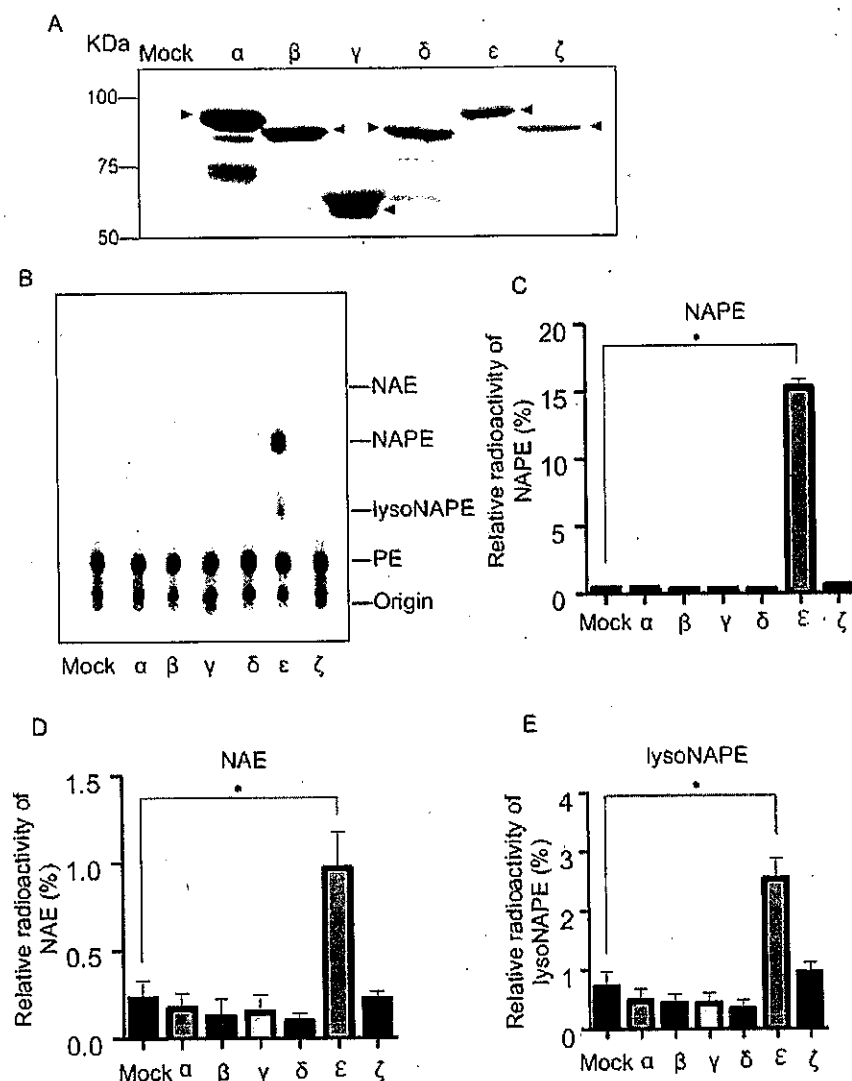 A
KDa Mock α β γ δ ε ζ
100
75
50
B
NAE
NAPE
lysoNAPE
PE
Origin
Mock α β γ δ ε ζ
C
NAPE
*
Relative radioactivity of
NAPE (%)
20
15
10
5
0
Mock α β γ δ ε ζ
D
NAE
*
Relative radioactivity of
NAE (%)
1.5
1.0
0.5
0.0
Mock α β γ δ ε ζ
E
lysoNAPE
*
Relative radioactivity of
lysoNAPE (%)
4
3
2
1
0
Mock α β γ δ ε ζ